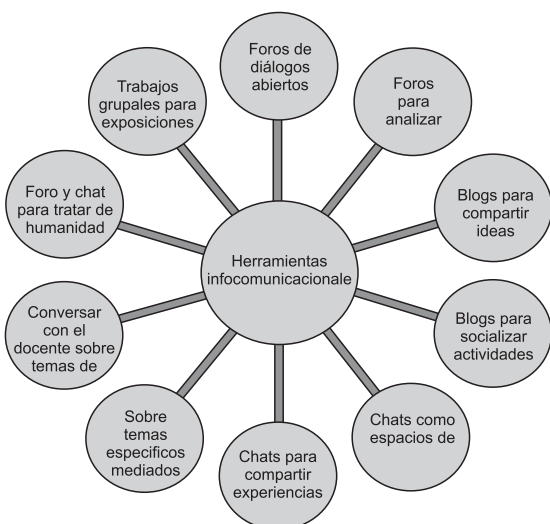 Foros de
diálogos
abiertos
Foros
para
analizar
Blogs para
compartir
ideas
Blogs para
socializar
actividades
Chats como
espacios de
Chats para
compartir
experiencias
Sobre
temas
especificos
mediados
Conversar
con el
docente sobre
temas de
Foro y chat
para tratar de
humanidad
Trabajos
grupales para
exposiciones
Herramientas
infocomunicacionale